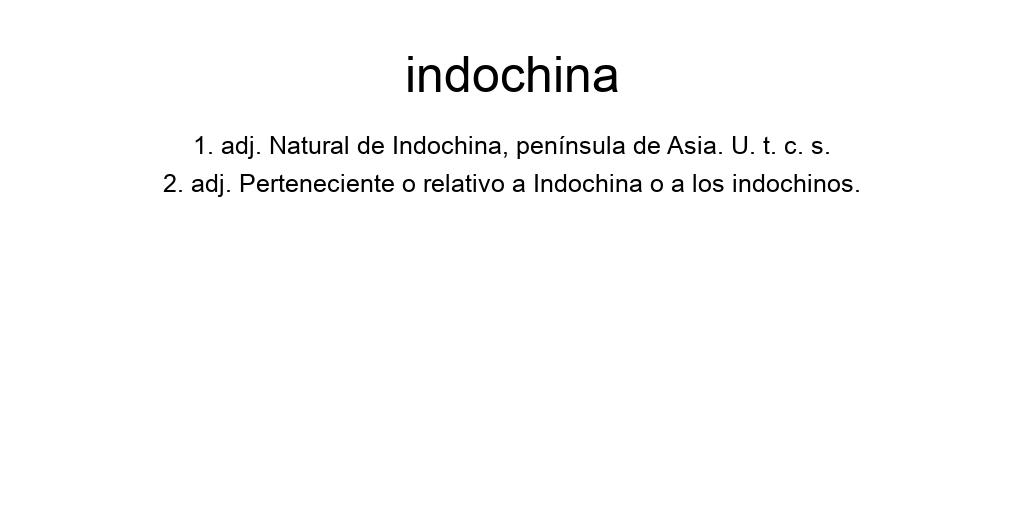 indochina
1. adj. Natural de Indochina, península de Asia. U. t. c. s.
2. adj. Perteneciente o relativo a Indochina o a los indochinos.